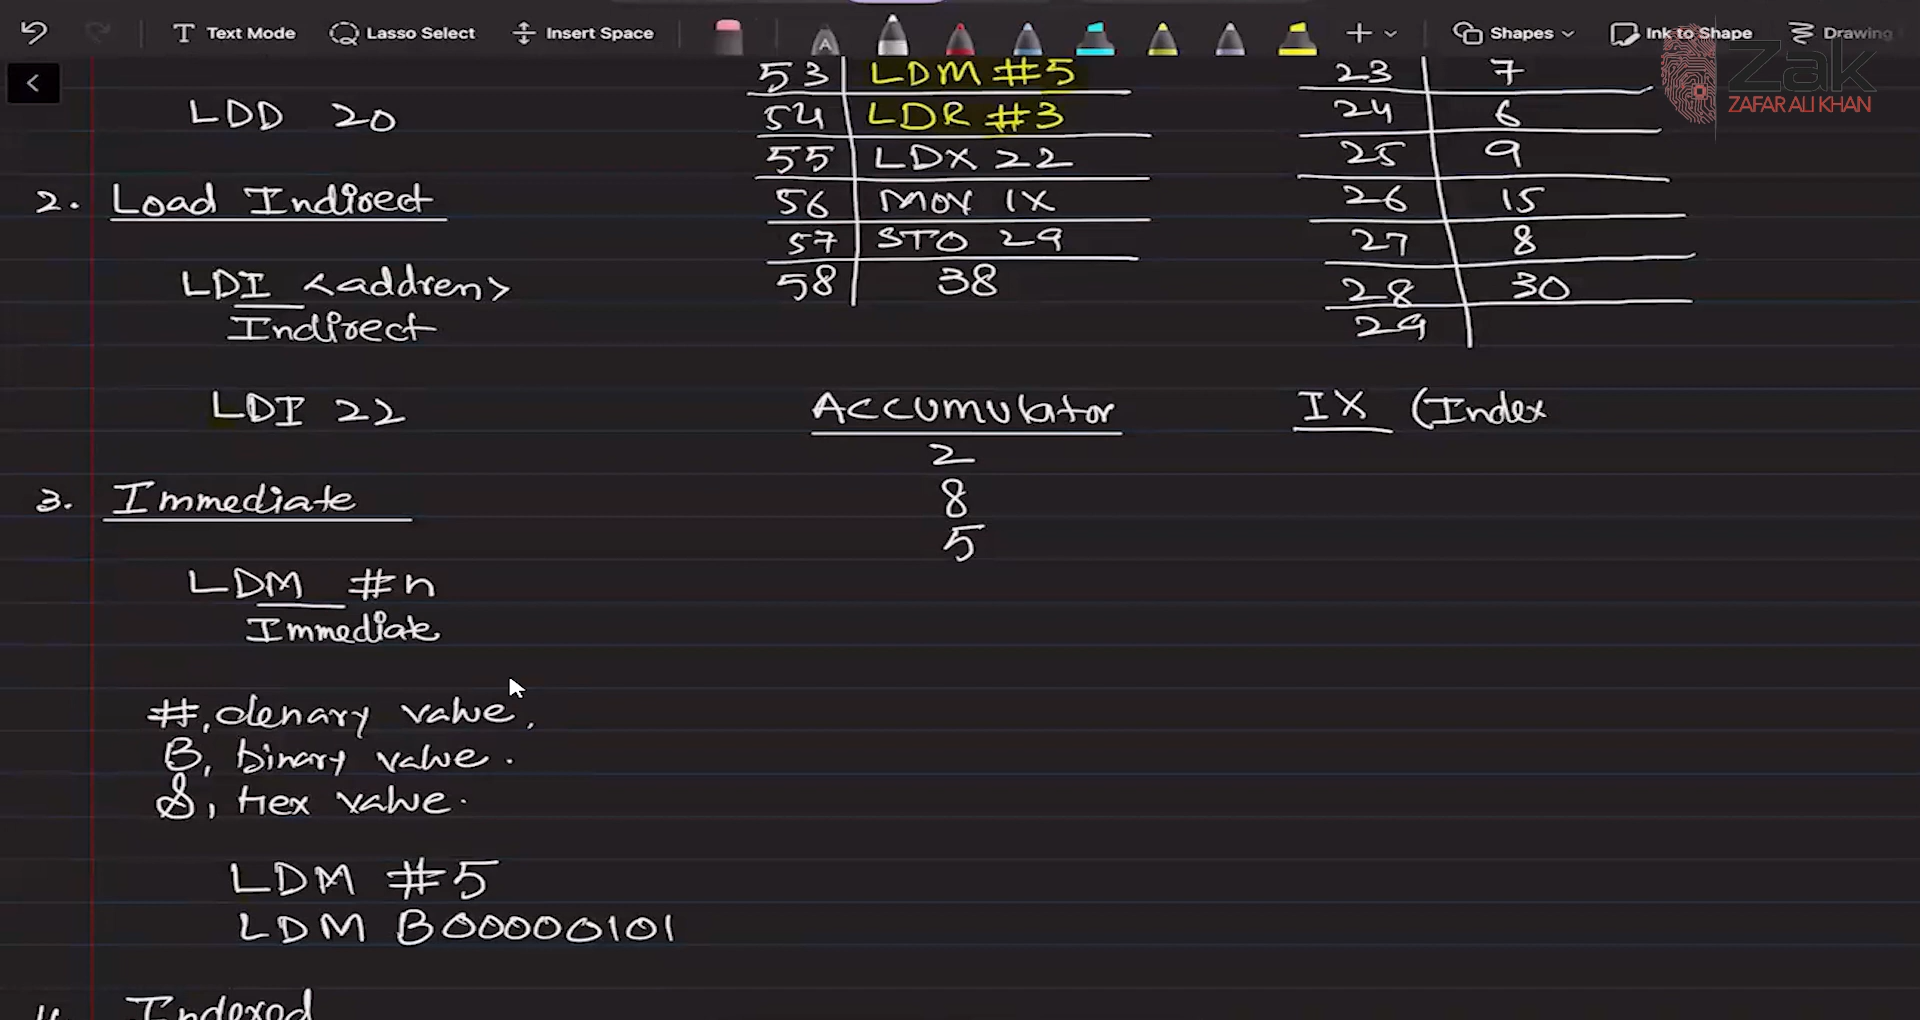 Text Mode Lasso Select Insert Space Shapes Ink to Shape Drawing
Zak
ZAFAR ALI KHAN
LDD 20
2. Load Indirect
LDI <addren>
Indirect
LDI 22
3. Immediate
LDM #n
Immediate
#, denary value,
B, binary value.
&, Hex value.
LDM #5
LDM B00000101
4. Indexed
53 LDM #5
54 LDR #3
55 LDX 22
56 MOV IX
57 STO 29
58 38
Accumulator
2
8
5
23 7
24 6
25 9
26 15
27 8
28 30
29
IX (Index